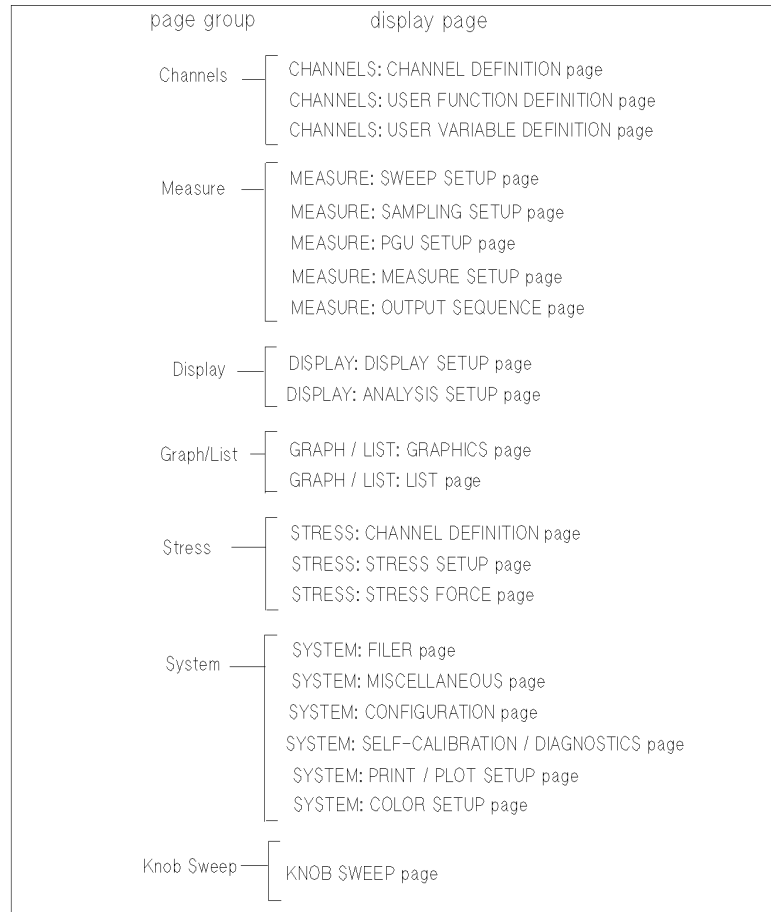 page group display page
Channels
CHANNELS: CHANNEL DEFINITION page
CHANNELS: USER FUNCTION DEFINITION page
CHANNELS: USER VARIABLE DEFINITION page
Measure
MEASURE: SWEEP SETUP page
MEASURE: SAMPLING SETUP page
MEASURE: PGU SETUP page
MEASURE: MEASURE SETUP page
MEASURE: OUTPUT SEQUENCE page
Display
DISPLAY: DISPLAY SETUP page
DISPLAY: ANALYSIS SETUP page
Graph/List
GRAPH / LIST: GRAPHICS page
GRAPH / LIST: LIST page
Stress
STRESS: CHANNEL DEFINITION page
STRESS: STRESS SETUP page
STRESS: STRESS FORCE page
System
SYSTEM: FILER page
SYSTEM: MISCELLANEOUS page
SYSTEM: CONFIGURATION page
SYSTEM: SELF-CALIBRATION / DIAGNOSTICS page
SYSTEM: PRINT / PLOT SETUP page
SYSTEM: COLOR SETUP page
Knob Sweep
KNOB SWEEP page